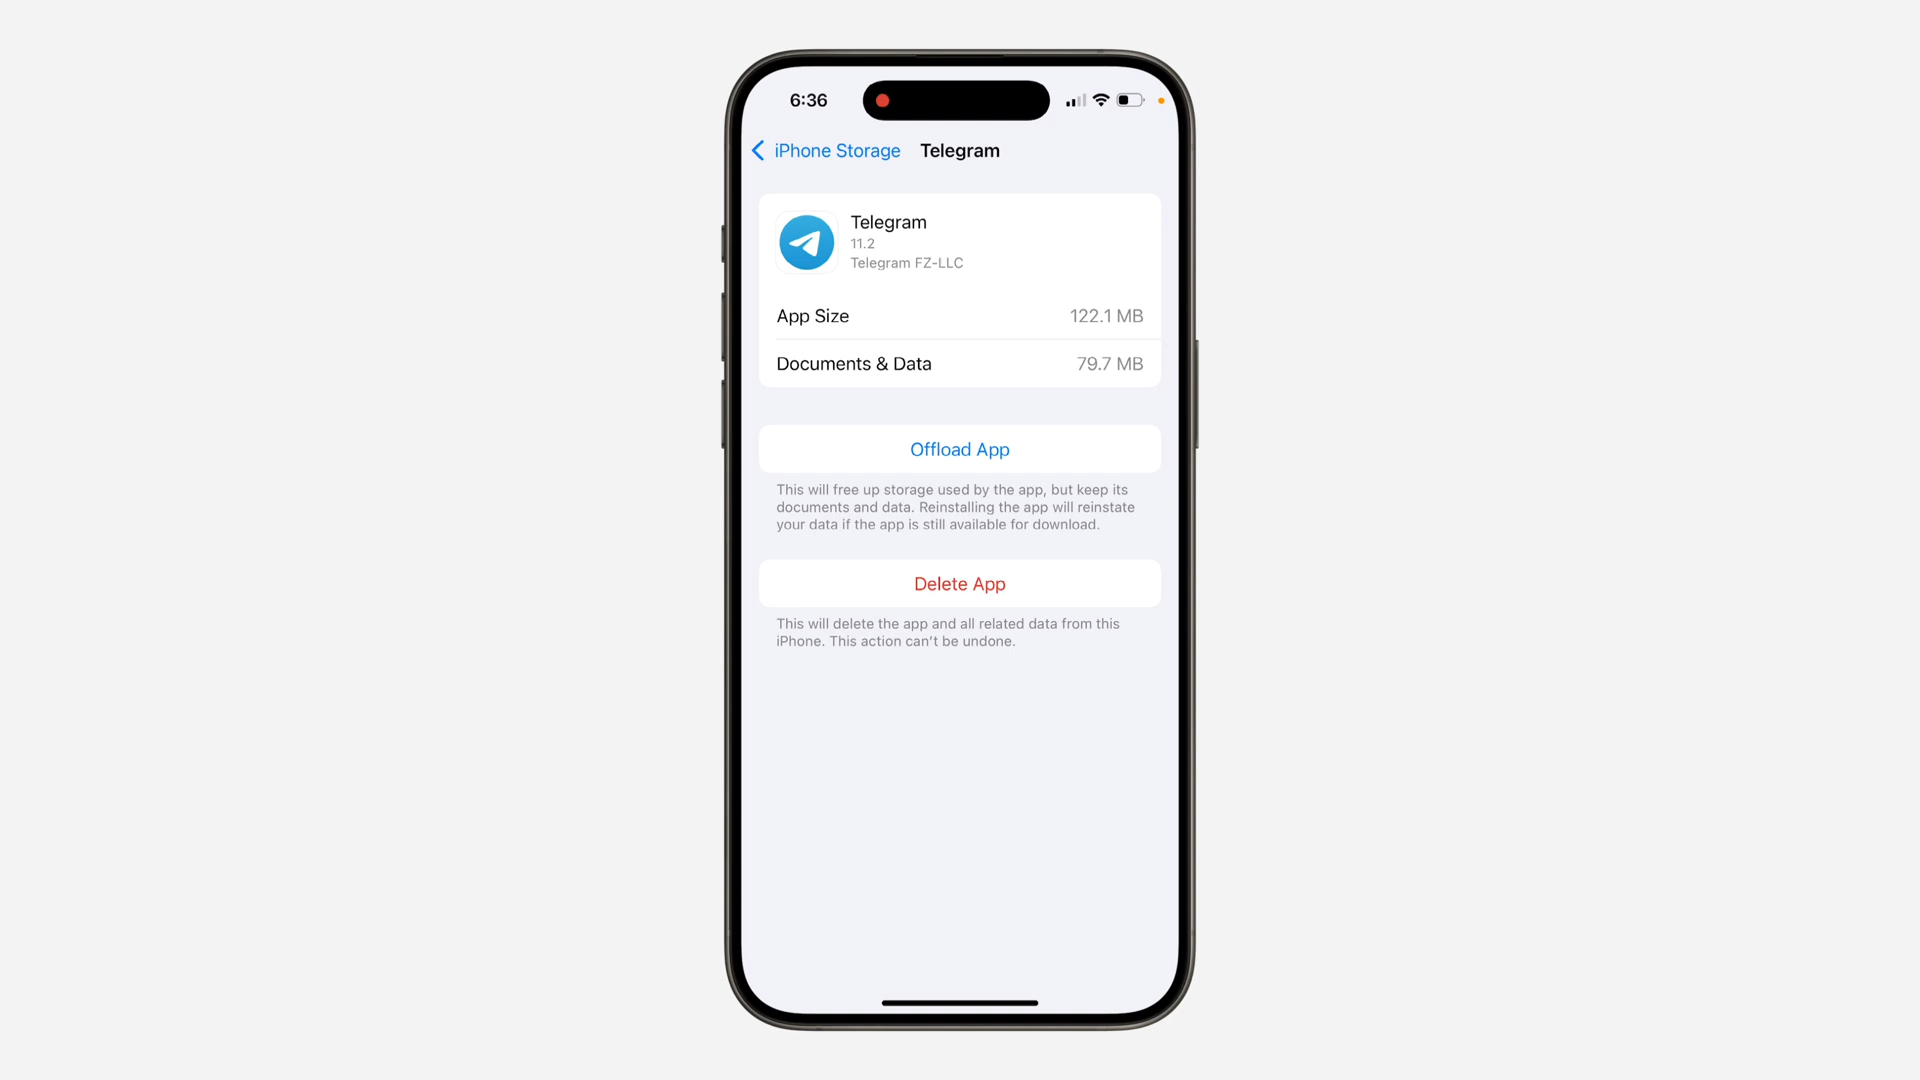 6:36
iPhone Storage Telegram
Telegram
11.2
Telegram FZ-LLC
App Size 122.1 MB
Documents & Data 79.7 MB
Offload App
This will free up storage used by the app, but keep its
documents and data. Reinstalling the app will reinstate
your data if the app is still available for download.
Delete App
This will delete the app and all related data from this
iPhone. This action can't be undone.